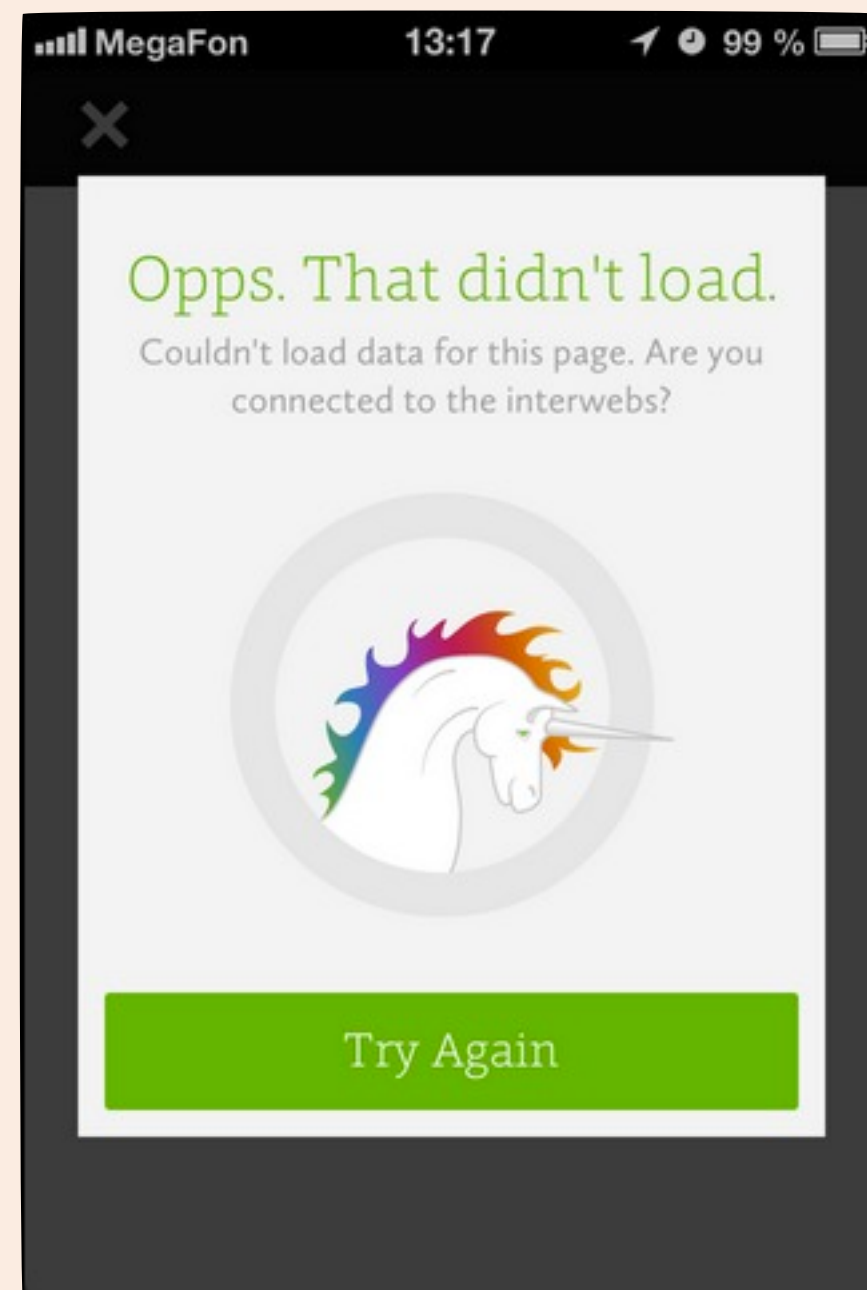 MegaFon 13:17 99 %
Opps. That didn't load.
Couldn't load data for this page. Are you
connected to the interwebs?
Try Again